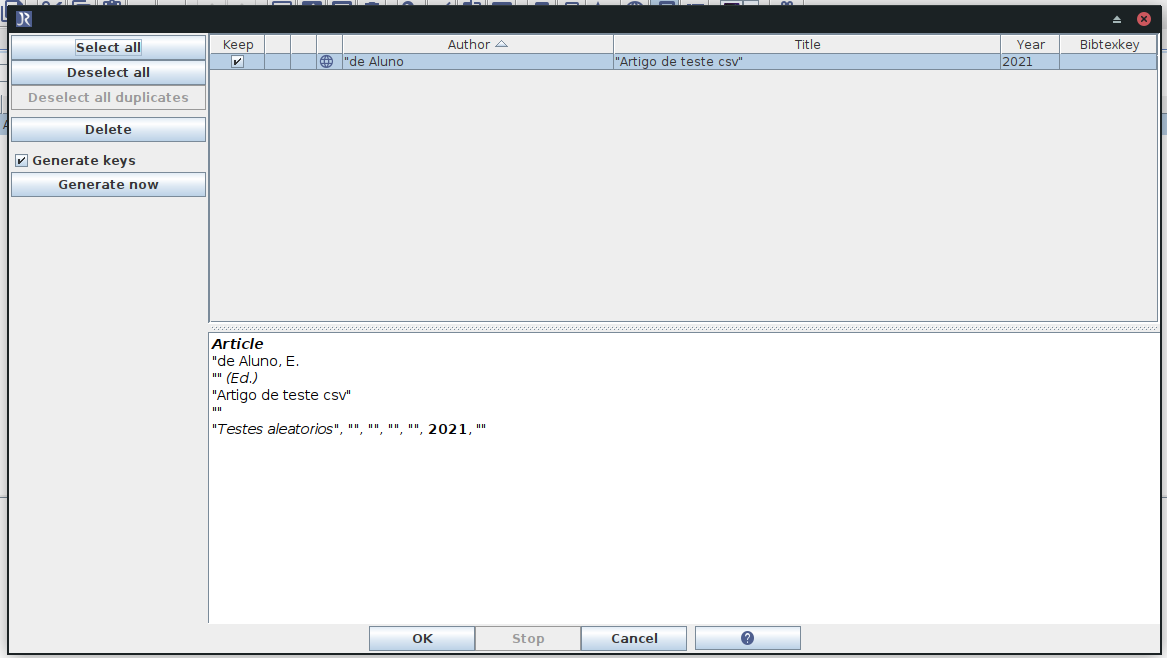 JR
Select all
Deselect all
Deselect all duplicates
Delete
Generate keys
Generate now
Keep Author Title Year Bibtexkey
"de Aluno "Artigo de teste csv" 2021
Article
"de Aluno, E.
"" (Ed.)
"Artigo de teste csv"
""
"Testes aleatorios", "", "", "", "", 2021, ""
OK Stop Cancel ?